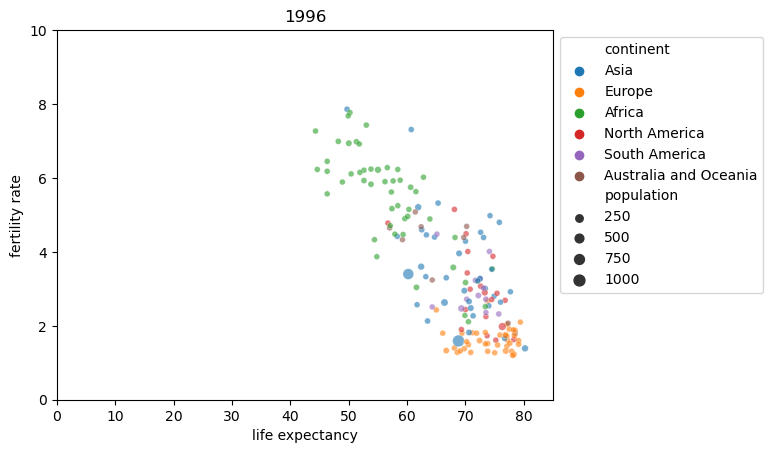 1996
10
8
6
4
2
0
fertility rate
0 10 20 30 40 50 60 70 80
life expectancy
continent
Asia
Europe
Africa
North America
South America
Australia and Oceania
population
250
500
750
1000